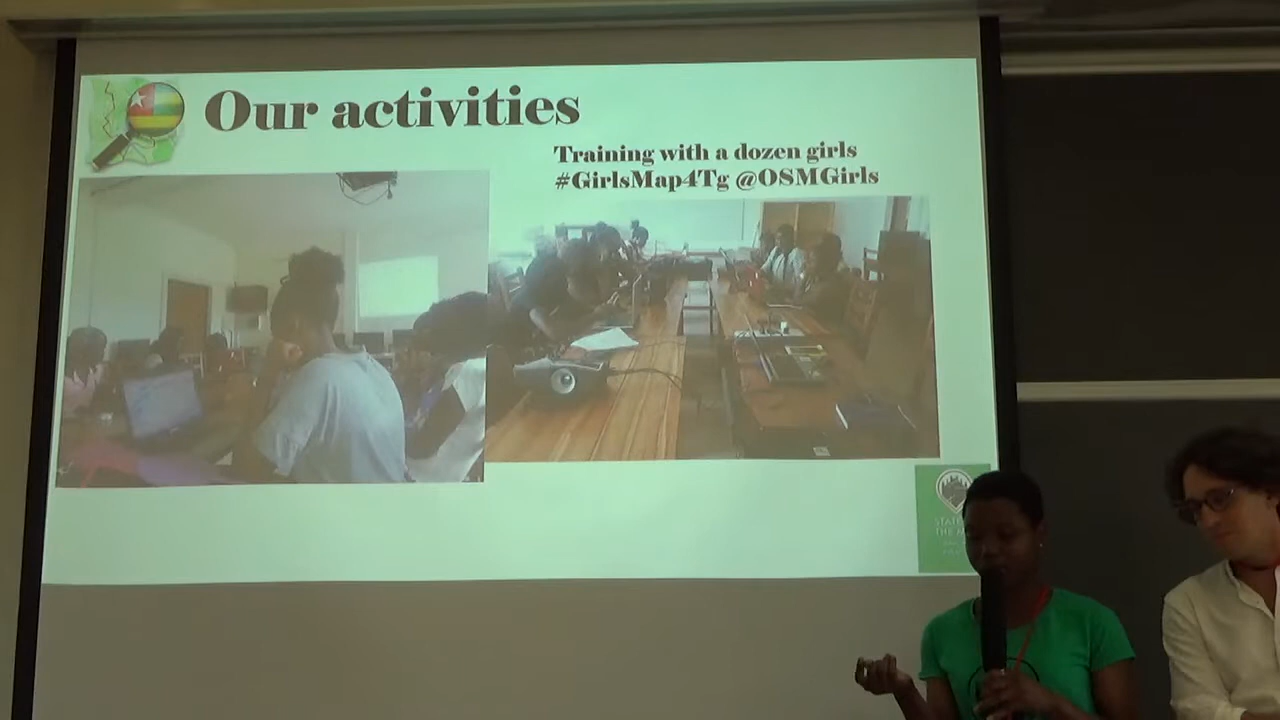 Our activities
Training with a dozen girls
#GirlsMap4Tg @OSMGirls